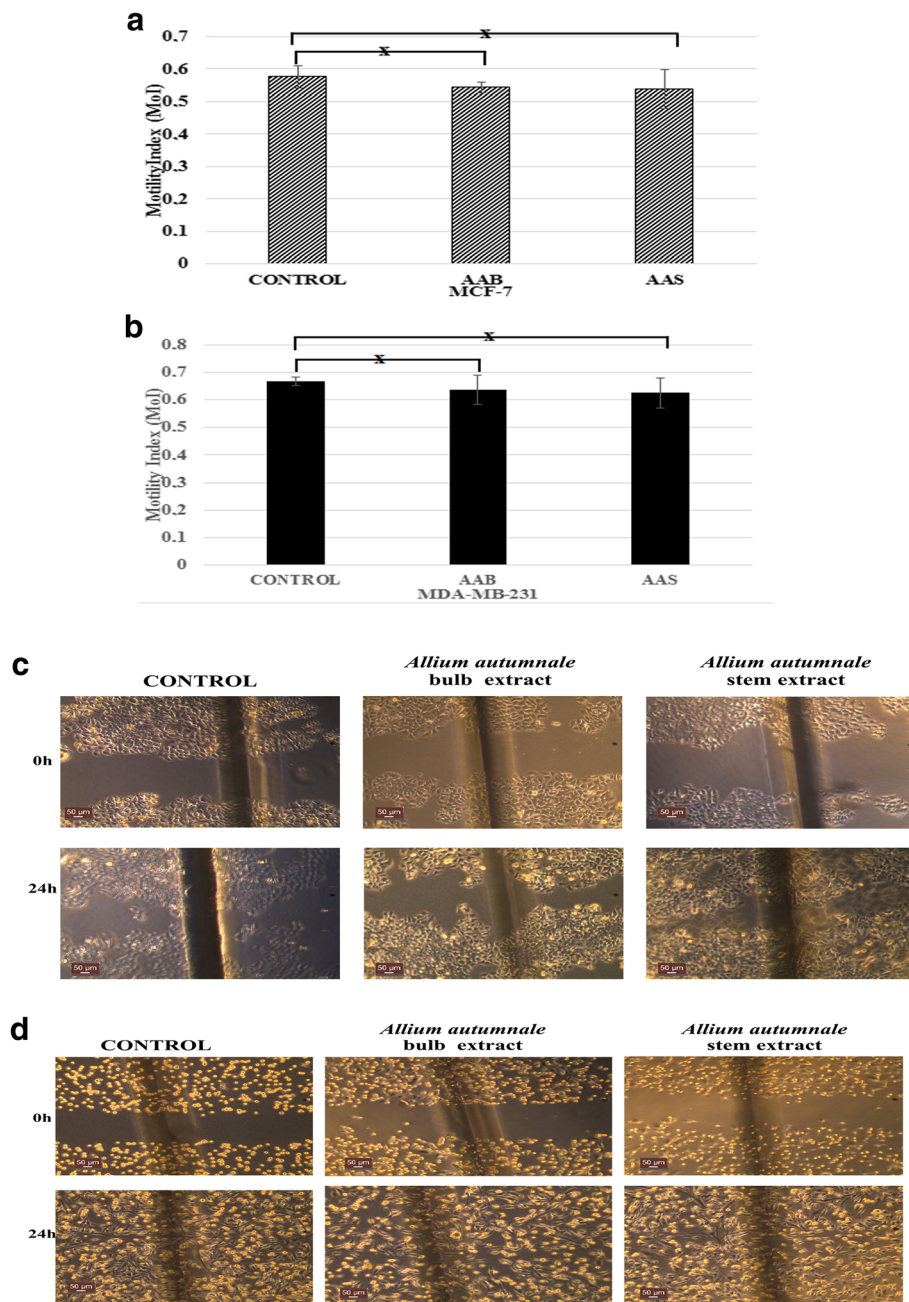 a
0.7
0.6
0.5
0.4
0.3
0.2
0.1
0
MotilityIndex (MoI)
x
x
CONTROL AAB AAS
MCF-7
b
0.8
0.7
0.6
0.5
0.4
0.3
0.2
0.1
0
Motility Index (MoI)
x
x
CONTROL AAB AAS
MDA-MB-231
c
CONTROL
Allium autumnale
bulb extract
Allium autumnale
stem extract
0h
50 µm
50 µm
50 µm
24h
50 µm
50 µm
50 µm
d
CONTROL
Allium autumnale
bulb extract
Allium autumnale
stem extract
0h
50 µm
50 µm
50 µm
24h
50 µm
50 µm
50 µm